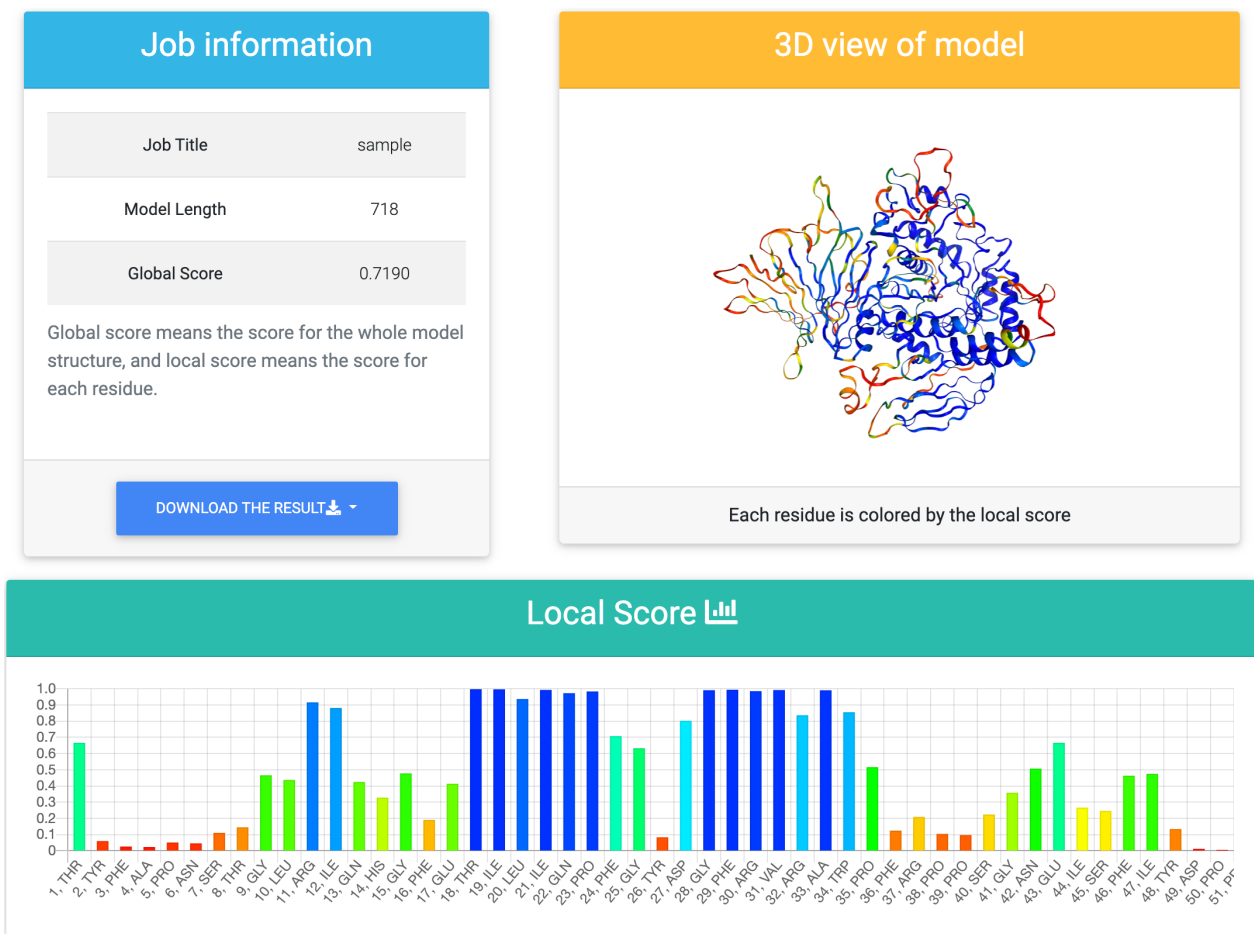 Job information
Job Title sample
Model Length 718
Global Score 0.7190
Global score means the score for the whole model
structure, and local score means the score for
each residue.
DOWNLOAD THE RESULT
3D view of model
Each residue is colored by the local score
Local Score
1.0
0.9
0.8
0.7
0.6
0.5
0.4
0.3
0.2
0.1
0
1, THR
2, TYR
3, PHE
4, ALA
5, PRO
6, ASN
7, SER
8, THR
9, GLY
10, LEU
11, ARG
12, ILE
13, GLN
14, HIS
15, GLY
16, PHE
17, GLU
18, THR
19, ILE
20, LEU
21, ILE
22, GLN
23, PRO
24, PHE
25, GLY
26, TYR
27, ASP
28, GLY
29, PHE
30, ARG
31, VAL
32, ARG
33, ALA
34, TRP
35, PRO
36, PHE
37, ARG
38, PRO
39, PRO
40, SER
41, GLY
42, ASN
43, GLU
44, ILE
45, SER
46, PHE
47, ILE
48, TYR
49, ASP
50, PRO
51,